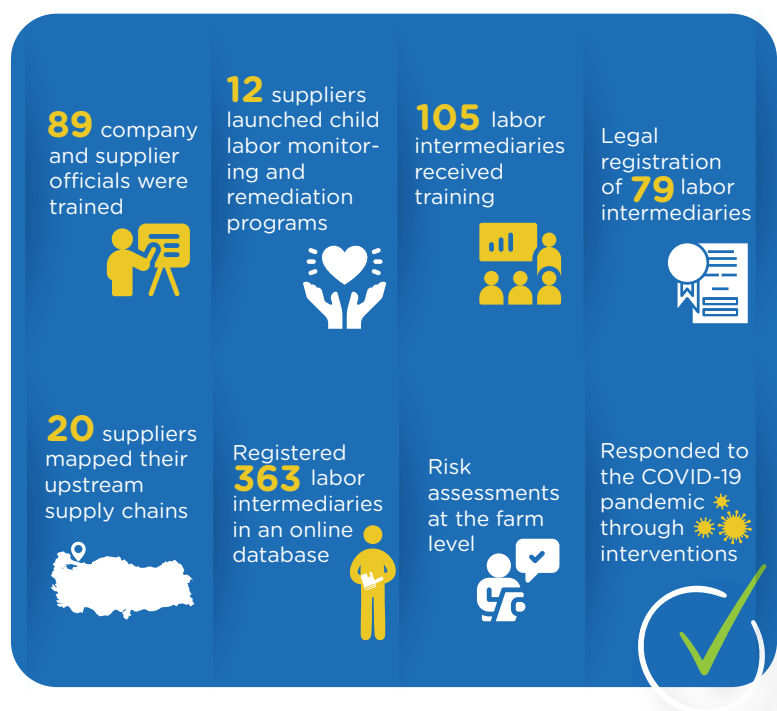 89 company
and supplier
officials were
trained
12 suppliers
launched child
labor monitor-
ing and
remediation
programs
105 labor
intermediaries
received
training
Legal
registration
of 79 labor
intermediaries
20 suppliers
mapped their
upstream
supply chains
Registered
363 labor
intermediaries
in an online
database
Risk
assessments
at the farm
level
Responded to
the COVID-19
pandemic
through
interventions